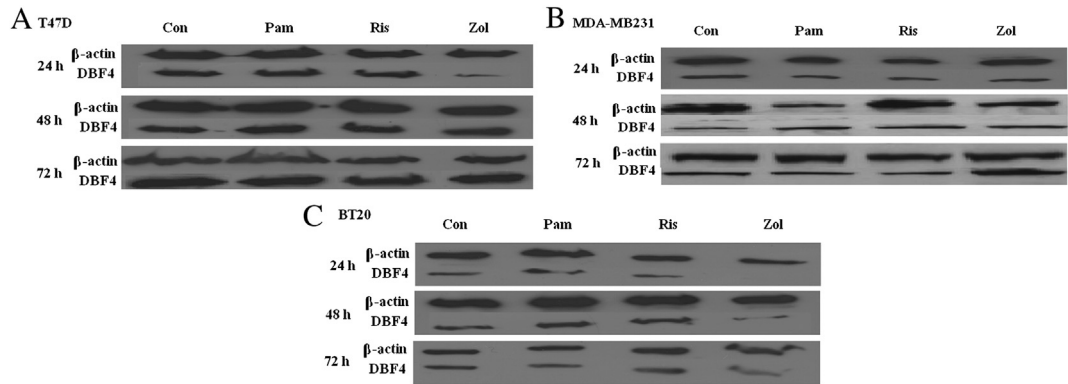 A T47D
Con Pam Ris Zol
24 h β-actin
DBF4
48 h β-actin
DBF4
72 h β-actin
DBF4
B MDA-MB231
Con Pam Ris Zol
24 h β-actin
DBF4
48 h β-actin
DBF4
72 h β-actin
DBF4
C BT20
Con Pam Ris Zol
24 h β-actin
DBF4
48 h β-actin
DBF4
72 h β-actin
DBF4